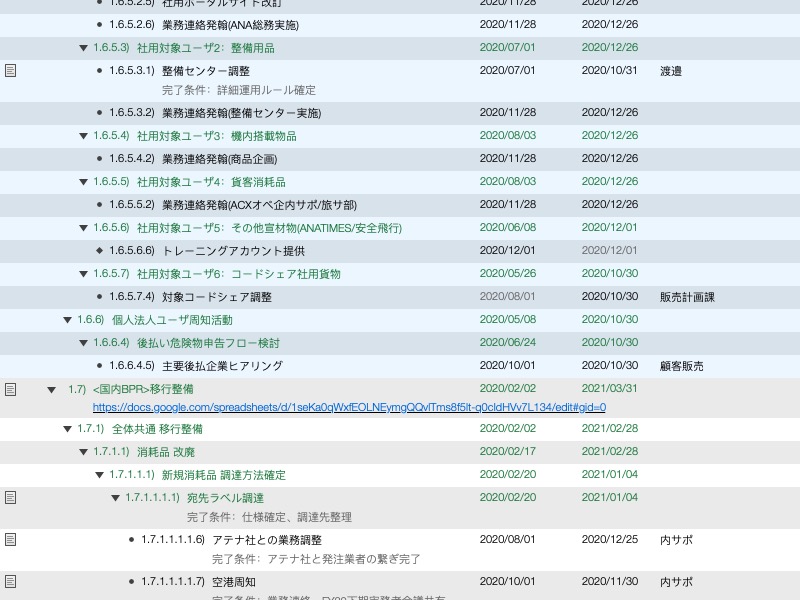 1.6.5.2.5) 社用ポータルサイト改訂 2020/11/28 2020/12/26
1.6.5.2.6) 業務連絡発翰(ANA総務実施) 2020/11/28 2020/12/26
1.6.5.3) 社用対象ユーザ2：整備用品 2020/07/01 2020/12/26
1.6.5.3.1) 整備センター調整 2020/07/01 2020/10/31 渡邉
完了条件：詳細運用ルール確定
1.6.5.3.2) 業務連絡発翰(整備センター実施) 2020/11/28 2020/12/26
1.6.5.4) 社用対象ユーザ3：機内搭載物品 2020/08/03 2020/12/26
1.6.5.4.2) 業務連絡発翰(商品企画) 2020/11/28 2020/12/26
1.6.5.5) 社用対象ユーザ4：貨客消耗品 2020/08/03 2020/12/26
1.6.5.5.2) 業務連絡発翰(ACXオペ企内サポ/旅サ部) 2020/11/28 2020/12/26
1.6.5.6) 社用対象ユーザ5：その他宣材物(ANATIMES/安全飛行) 2020/06/08 2020/12/01
1.6.5.6.6) トレーニングアカウント提供 2020/12/01 2020/12/01
1.6.5.7) 社用対象ユーザ6：コードシェア社用貨物 2020/05/26 2020/10/30
1.6.5.7.4) 対象コードシェア調整 2020/08/01 2020/10/30 販売計画課
1.6.6) 個人法人ユーザ周知活動 2020/05/08 2020/10/30
1.6.6.4) 後払い危険物申告フロー検討 2020/06/24 2020/10/30
1.6.6.4.5) 主要後払企業ヒアリング 2020/10/01 2020/10/30 顧客販売
1.7) <国内BPR>移行整備 2020/02/02 2021/03/31
https://docs.google.com/spreadsheets/d/1seKa0qWxfEOLNEymgQQvlTms8f5lt-q0cIdHVv7L134/edit#gid=0
1.7.1) 全体共通 移行整備 2020/02/02 2021/02/28
1.7.1.1) 消耗品 改廃 2020/02/17 2021/02/28
1.7.1.1.1) 新規消耗品 調達方法確定 2020/02/20 2021/01/04
1.7.1.1.1.1) 宛先ラベル調達 2020/02/20 2021/01/04
完了条件：仕様確定、調達先整理
1.7.1.1.1.1.6) アテナ社との業務調整 2020/08/01 2020/12/25 内サポ
完了条件：アテナ社と発注業者の繋ぎ完了
1.7.1.1.1.1.7) 空港周知 2020/10/01 2020/11/30 内サポ